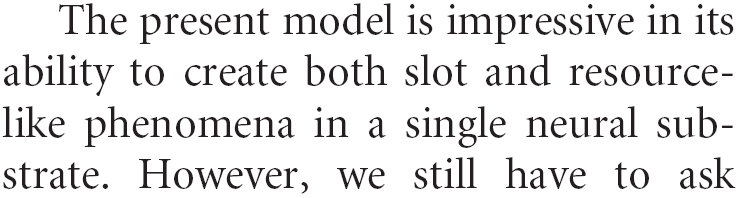 The present model is impressive in its
ability to create both slot and resource-
like phenomena in a single neural sub-
strate. However, we still have to ask